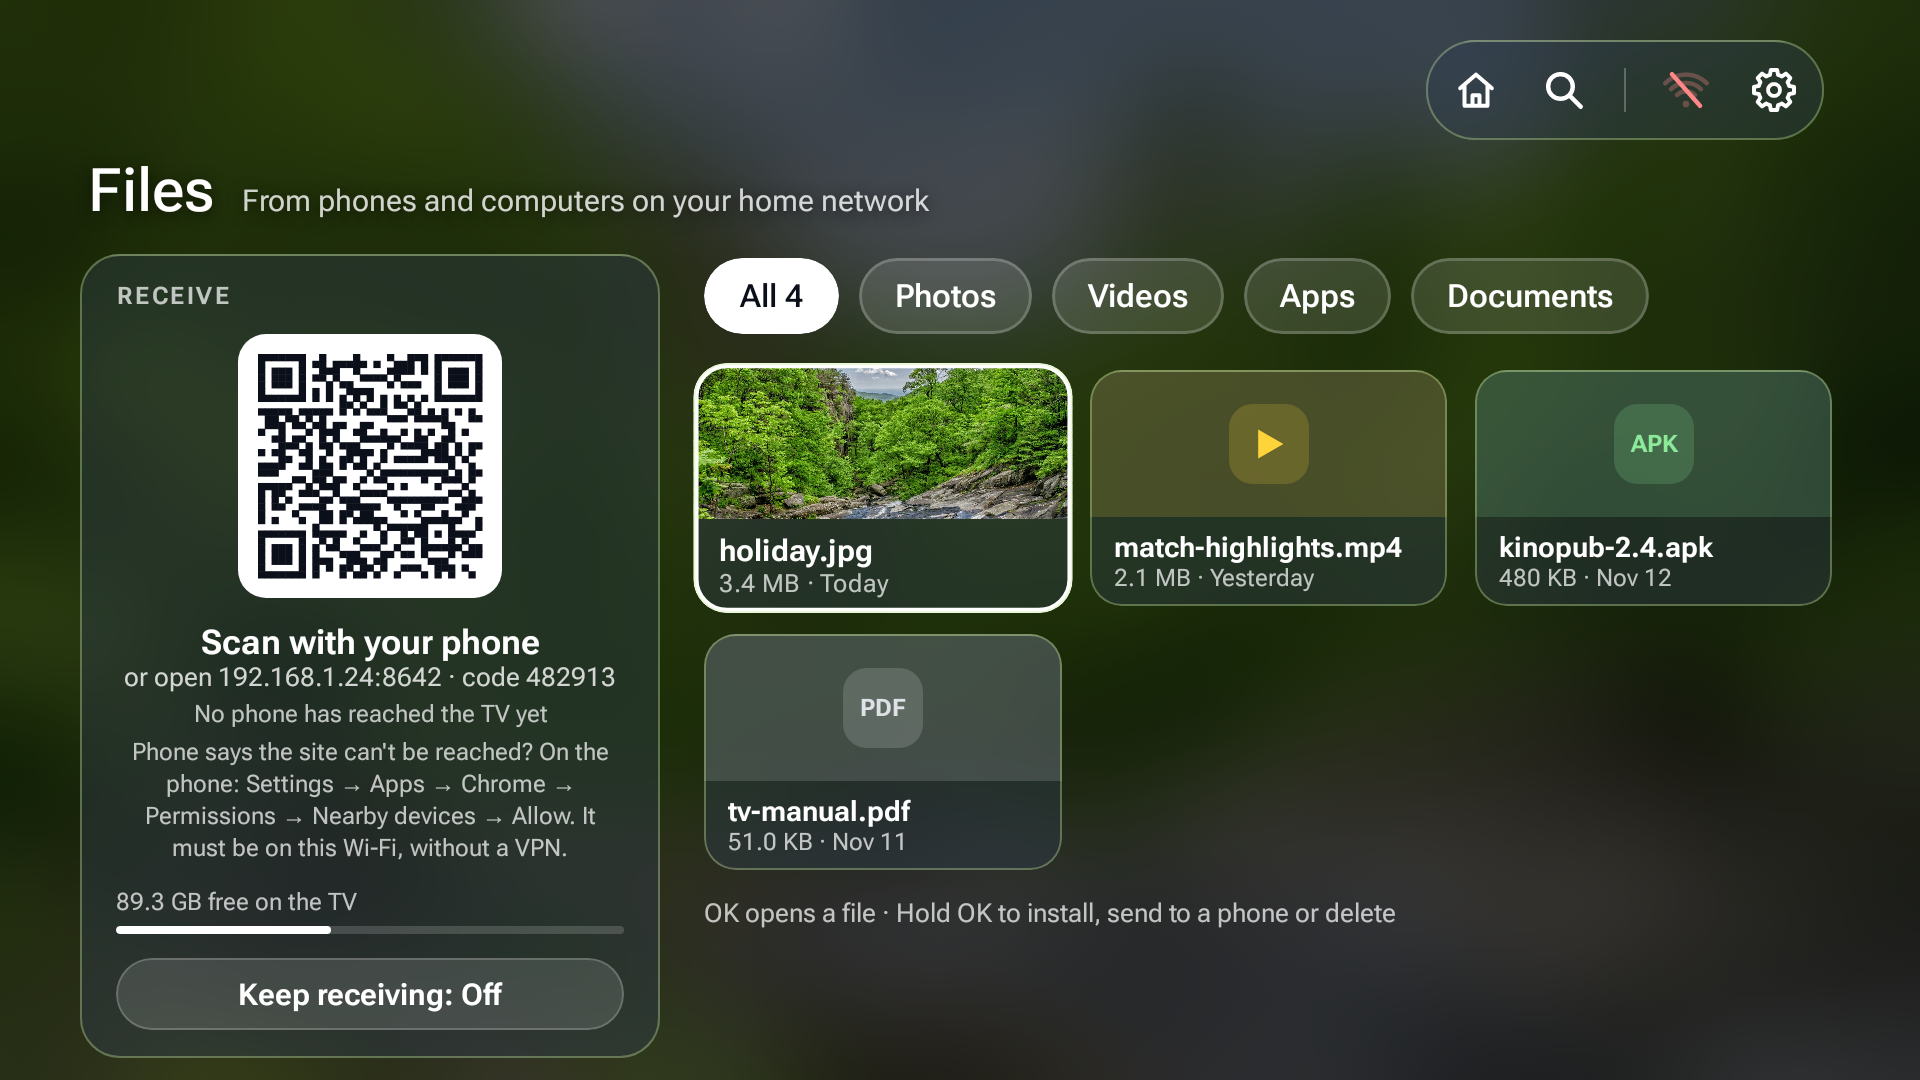 Files
From phones and computers on your home network
RECEIVE
Scan with your phone
or open 192.168.1.24:8642 · code 482913
No phone has reached the TV yet
Phone says the site can't be reached? On the
phone: Settings → Apps → Chrome →
Permissions → Nearby devices → Allow. It
must be on this Wi-Fi, without a VPN.
89.3 GB free on the TV
Keep receiving: Off
All 4
Photos
Videos
Apps
Documents
holiday.jpg
3.4 MB · Today
match-highlights.mp4
2.1 MB · Yesterday
APK
kinopub-2.4.apk
480 KB · Nov 12
PDF
tv-manual.pdf
51.0 KB · Nov 11
OK opens a file · Hold OK to install, send to a phone or delete